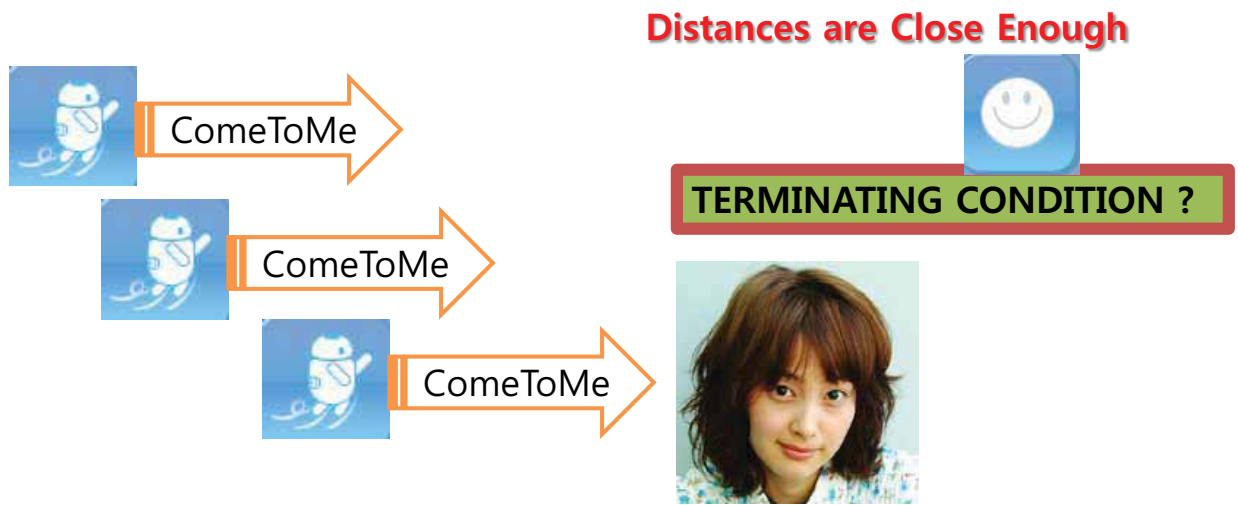 Distances are Close Enough
ComeToMe
TERMINATING CONDITION ?
ComeToMe
ComeToMe